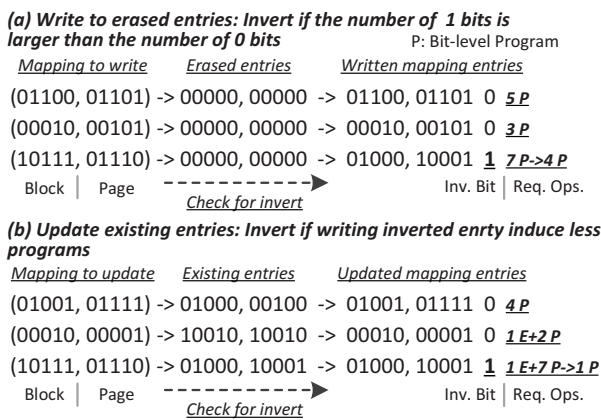 (a) Write to erased entries: Invert if the number of 1 bits is
larger than the number of 0 bits P: Bit-level Program
Mapping to write Erased entries Written mapping entries
(01100, 01101) -> 00000, 00000 -> 01100, 01101 0 5 P
(00010, 00101) -> 00000, 00000 -> 00010, 00101 0 3 P
(10111, 01110) -> 00000, 00000 -> 01000, 10001 1 7 P->4 P
Block | Page Check for invert Inv. Bit | Req. Ops.
(b) Update existing entries: Invert if writing inverted enrty induce less
programs
Mapping to update Existing entries Updated mapping entries
(01001, 01111) -> 01000, 00100 -> 01001, 01111 0 4 P
(00010, 00001) -> 10010, 10010 -> 00010, 00001 0 1 E+2 P
(10111, 01110) -> 01000, 10001 -> 01000, 10001 1 1 E+7 P->1 P
Block | Page Check for invert Inv. Bit | Req. Ops.